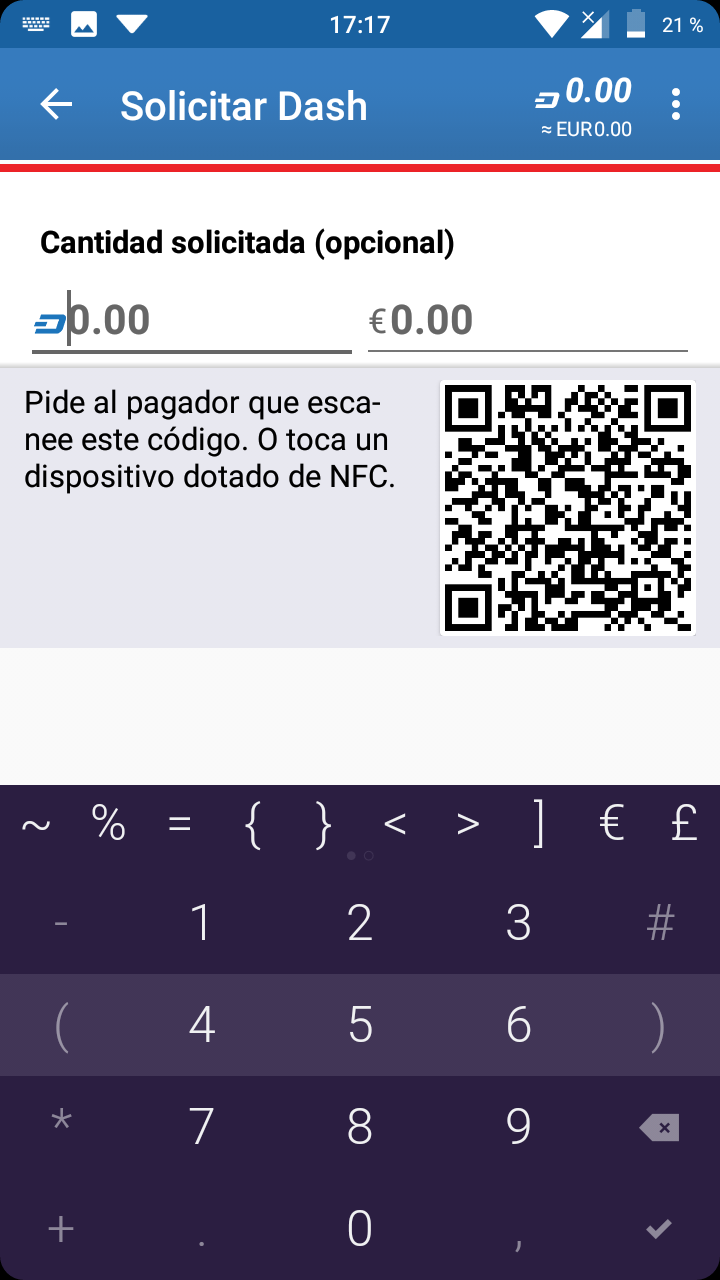 17:17
21 %
Solicitar Dash
0.00
≈ EUR0.00
Cantidad solicitada (opcional)
0.00 €0.00
Pide al pagador que esca-
nee este código. O toca un
dispositivo dotado de NFC.
~ % = { } < > ] € £
- 1 2 3 #
( 4 5 6 )
* 7 8 9
+ . 0 ,